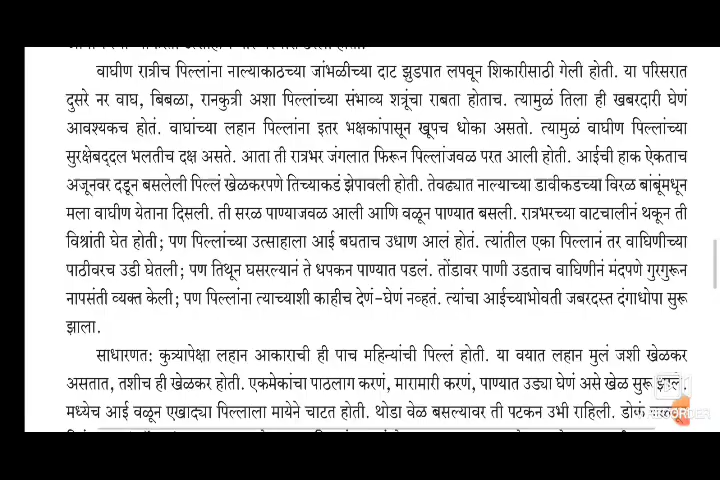 वाघीण रात्रीच पिल्लांना नाल्याकाठच्या जांभळीच्या दाट झुडपात लपवून शिकारीसाठी गेली होती. या परिसरात
दुसरे नर वाघ, बिबळा, रानकुत्री अशा पिल्लांच्या संभाव्य शत्रूंचा राबता होताच. त्यामुळं तिला ही खबरदारी घेणं
आवश्यकच होतं. वाघांच्या लहान पिल्लांना इतर भक्षकांपासून खूपच धोका असतो. त्यामुळं वाघीण पिल्लांच्या
सुरक्षेबद्दल भलतीच दक्ष असते. आता ती रात्रभर जंगलात फिरून पिल्लांजवळ परत आली होती. आईची हाक ऐकताच
अजूनवर दडून बसलेली पिल्लं खेळकरपणे तिच्याकडं झेपावली होती. तेवढ्यात नाल्याच्या डावीकडच्या विरळ बांबूंमधून
मला वाघीण येताना दिसली. ती सरळ पाण्याजवळ आली आणि वळून पाण्यात बसली. रात्रभरच्या वाटचालीनं थकून ती
विश्रांती घेत होती; पण पिल्लांच्या उत्साहाला आई बघताच उधाण आलं होतं. त्यांतील एका पिल्लानं तर वाघिणीच्या
पाठीवरच उडी घेतली; पण तिथून घसरल्यानं ते धपकन पाण्यात पडलं. तोंडावर पाणी उडताच वाघिणीनं मंदपणे गुरगुरून
नापसंती व्यक्त केली; पण पिल्लांना त्याच्याशी काहीच देणं-घेणं नव्हतं. त्यांचा आईच्याभोवती जबरदस्त दंगाधोपा सुरू
झाला.
साधारणत: कुत्र्यापेक्षा लहान आकाराची ही पाच महिन्यांची पिल्लं होती. या वयात लहान मुलं जशी खेळकर
असतात, तशीच ही खेळकर होती. एकमेकांचा पाठलाग करणं, मारामारी करणं, पाण्यात उड्या घेणं असे खेळ सुरू झाले.
मध्येच आई वळून एखाद्या पिल्लाला मायेने चाटत होती. थोडा वेळ बसल्यावर ती पटकन उभी राहिली. डोकं